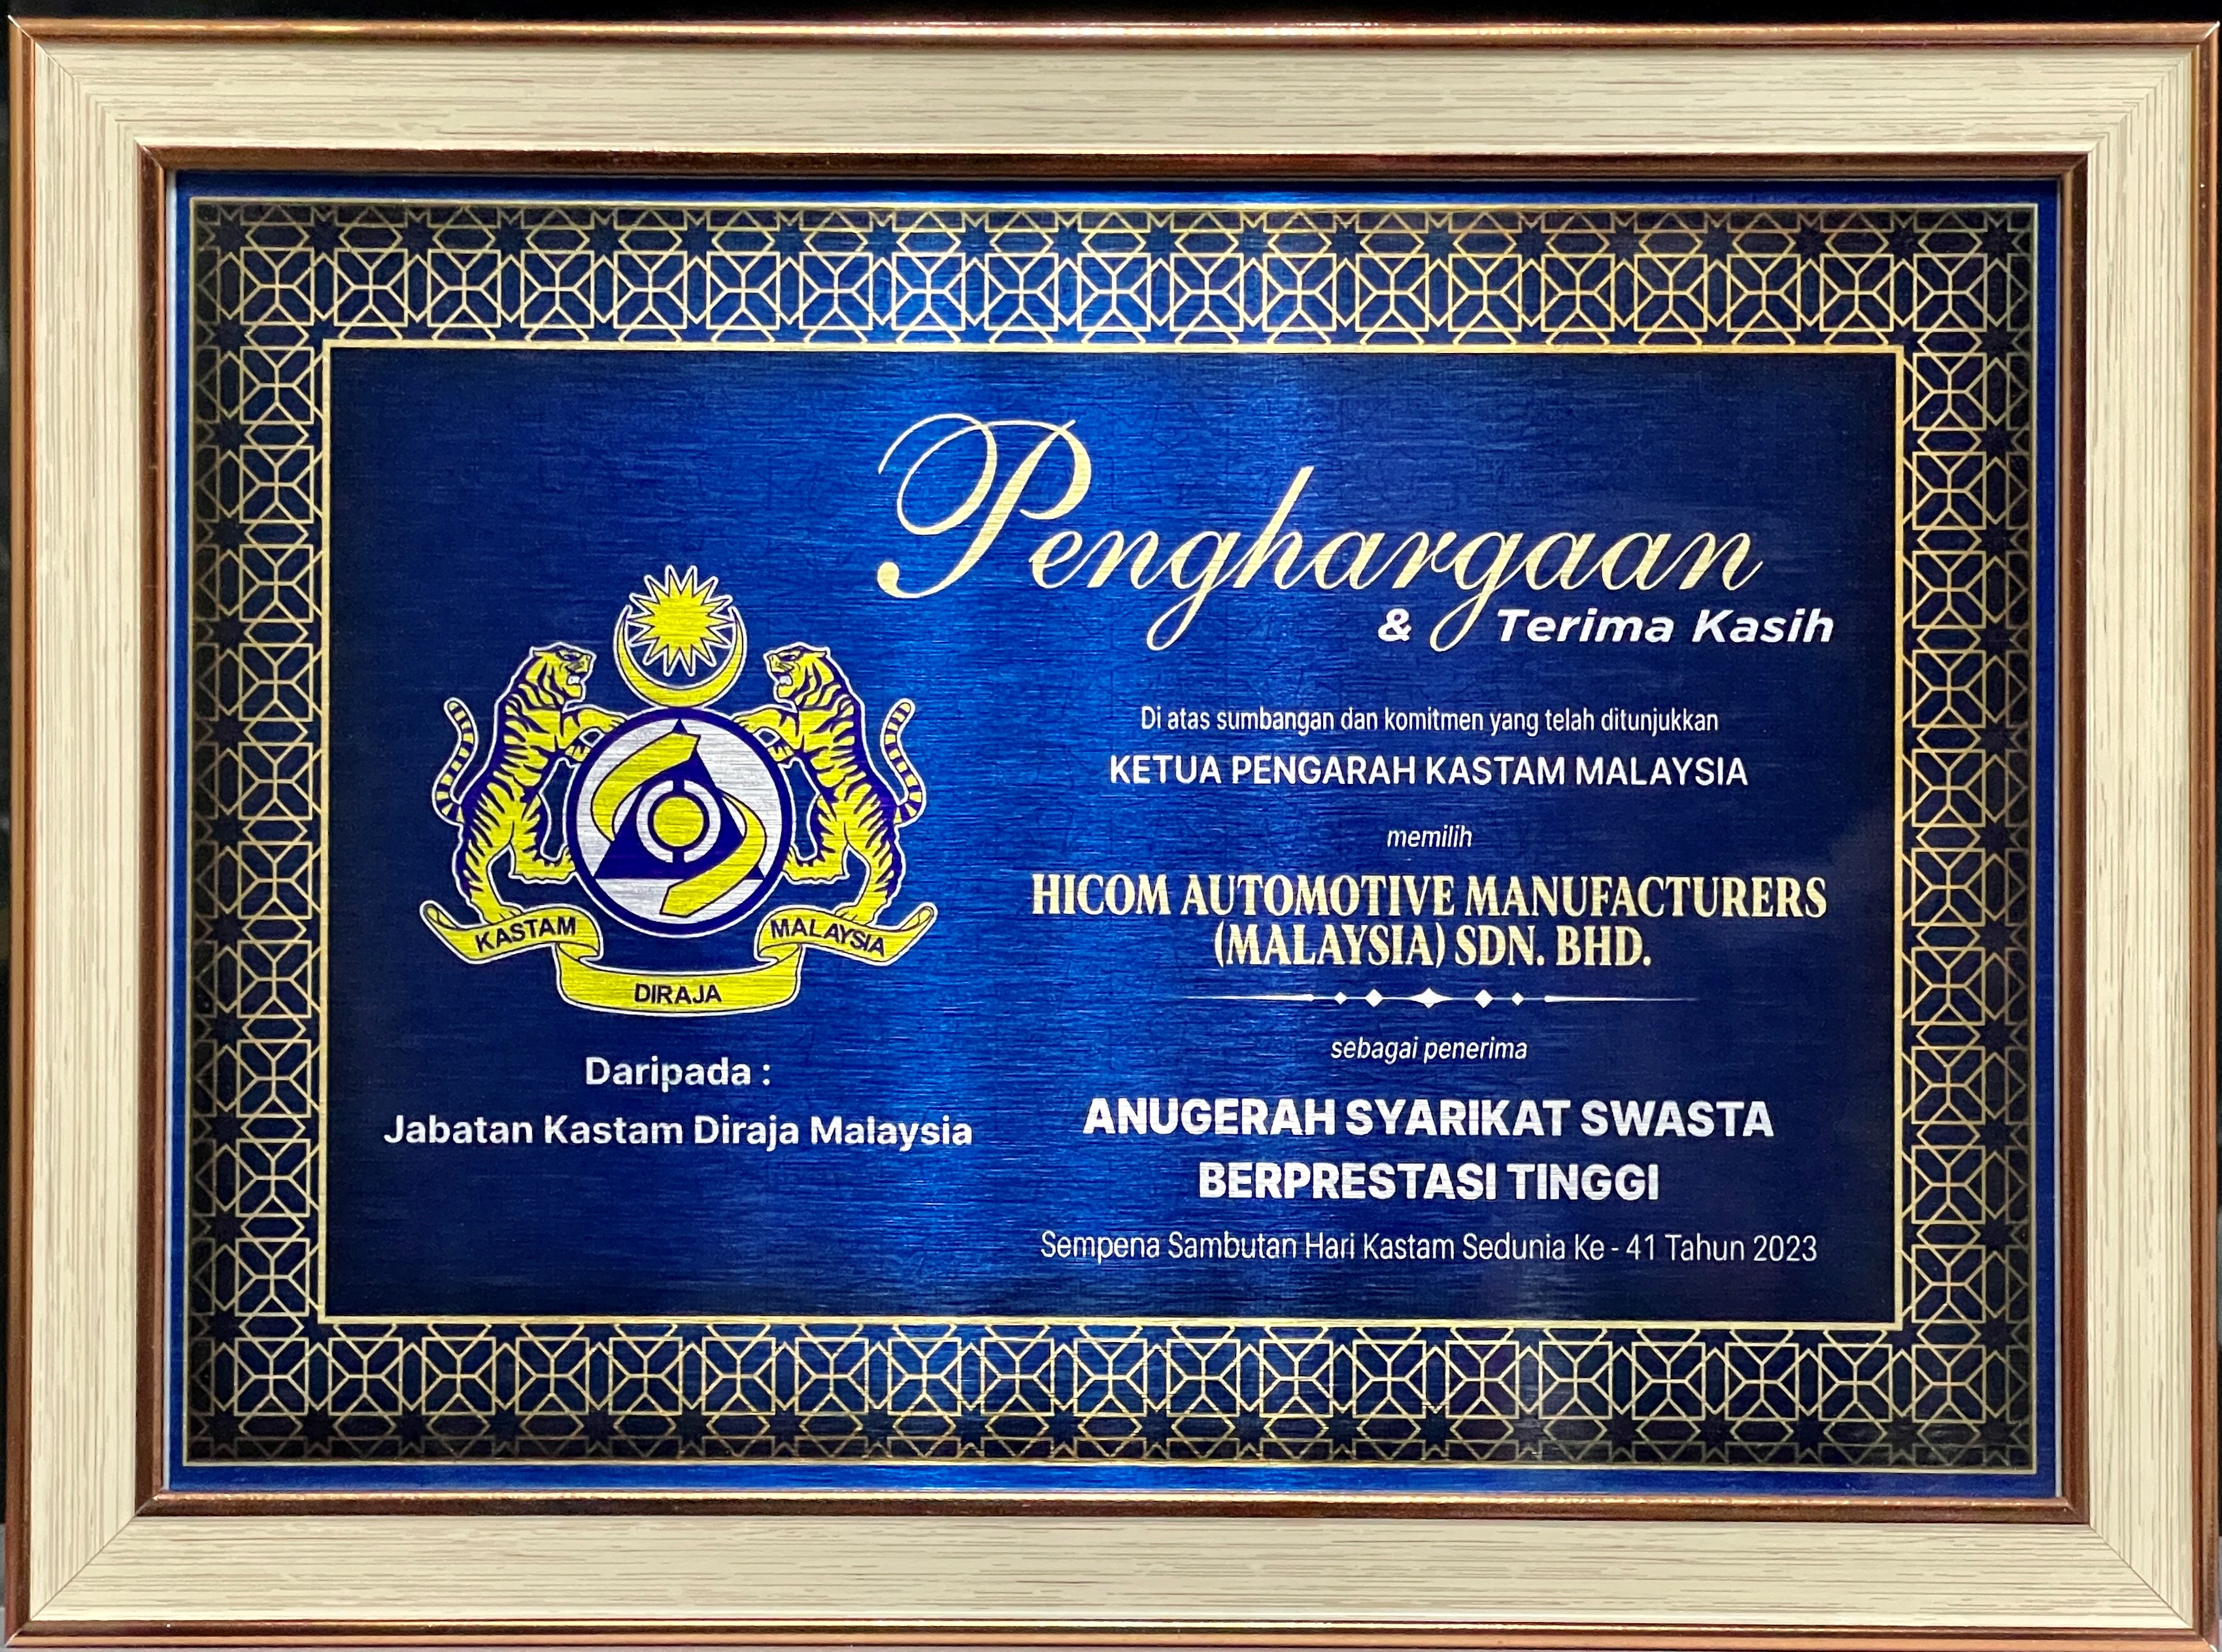 Penghargaan
& Terima Kasih
Di atas sumbangan dan komitmen yang telah ditunjukkan
KETUA PENGARAH KASTAM MALAYSIA
memilih
HICOM AUTOMOTIVE MANUFACTURERS
(MALAYSIA) SDN. BHD.
sebagai penerima
ANUGERAH SYARIKAT SWASTA
BERPRESTASI TINGGI
Sempena Sambutan Hari Kastam Sedunia Ke - 41 Tahun 2023
KASTAM
DIRAJA
MALAYSIA
Daripada :
Jabatan Kastam Diraja Malaysia